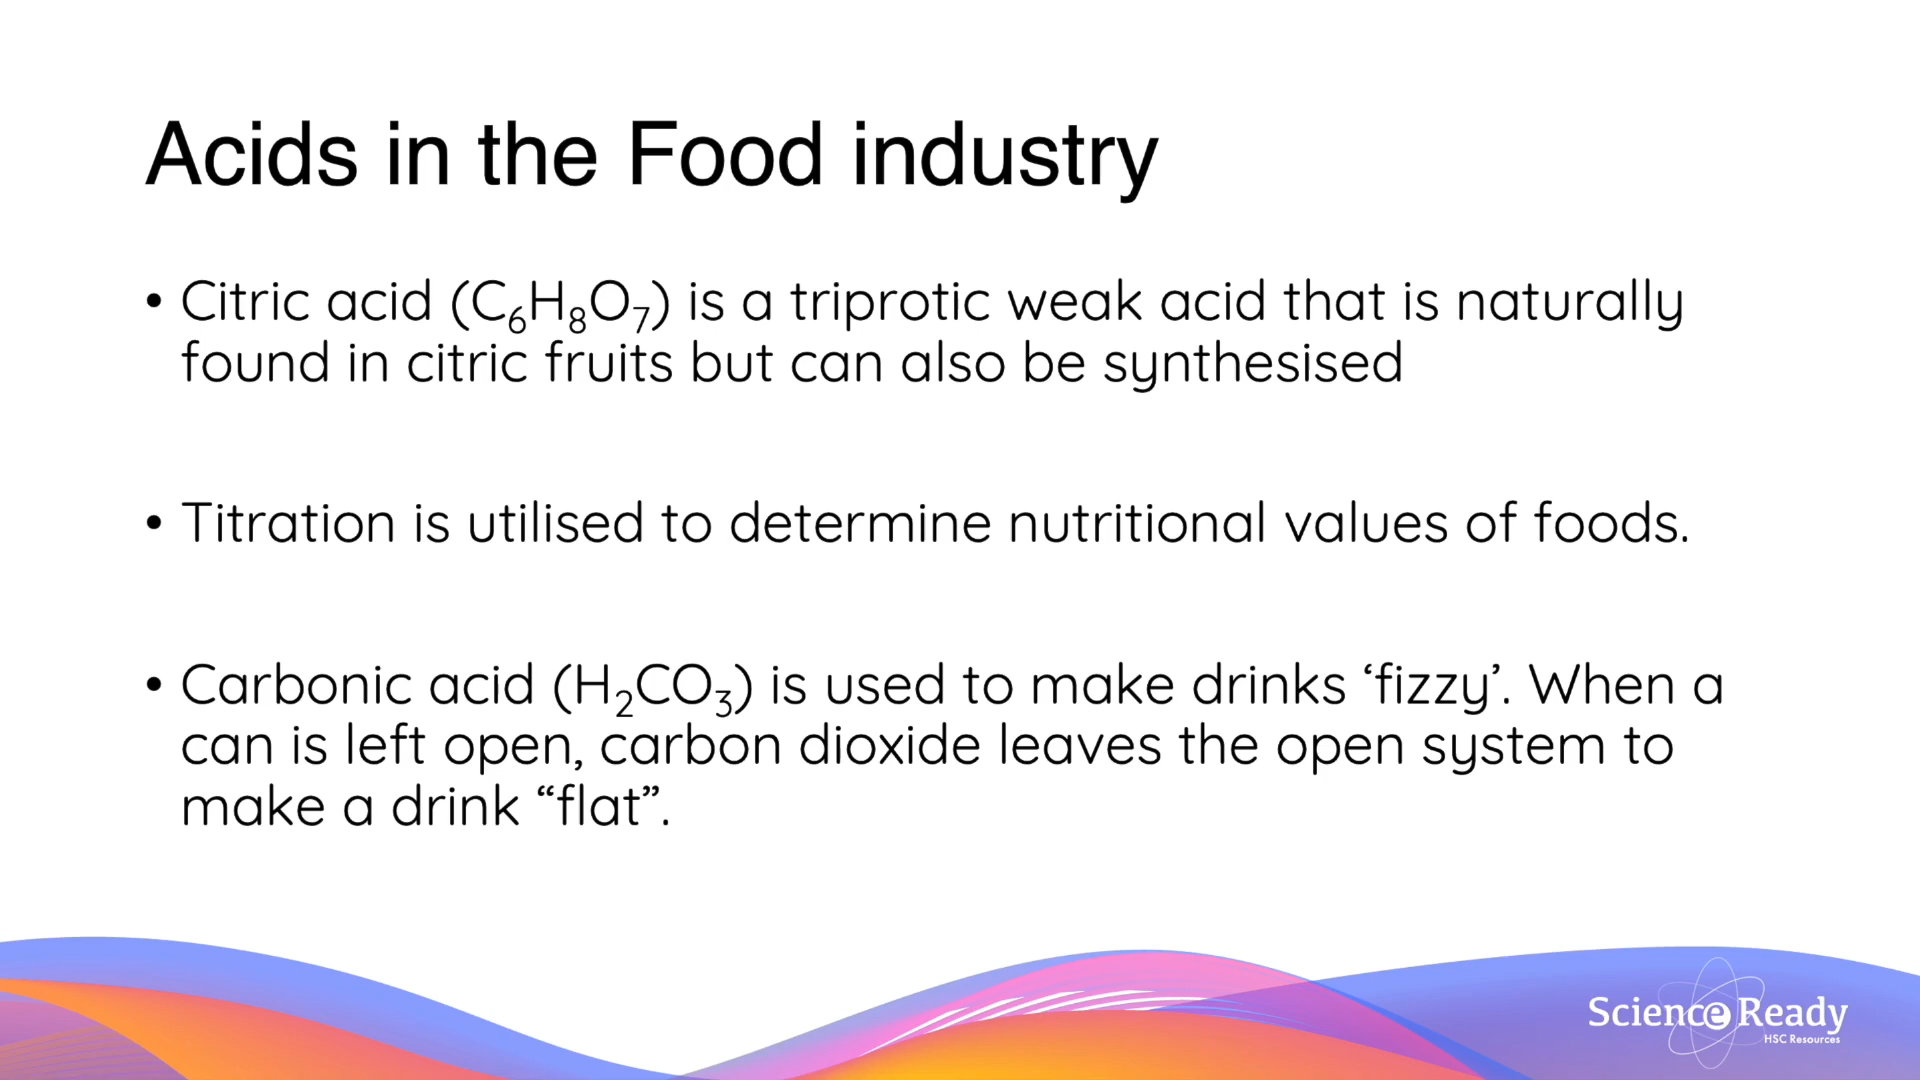 Acids in the Food industry
• Citric acid (C₆H₈O₇) is a triprotic weak acid that is naturally
found in citric fruits but can also be synthesised
• Titration is utilised to determine nutritional values of foods.
• Carbonic acid (H₂CO₃) is used to make drinks ‘fizzy’. When a
can is left open, carbon dioxide leaves the open system to
make a drink “flat”.
Science Ready
HSC Resources